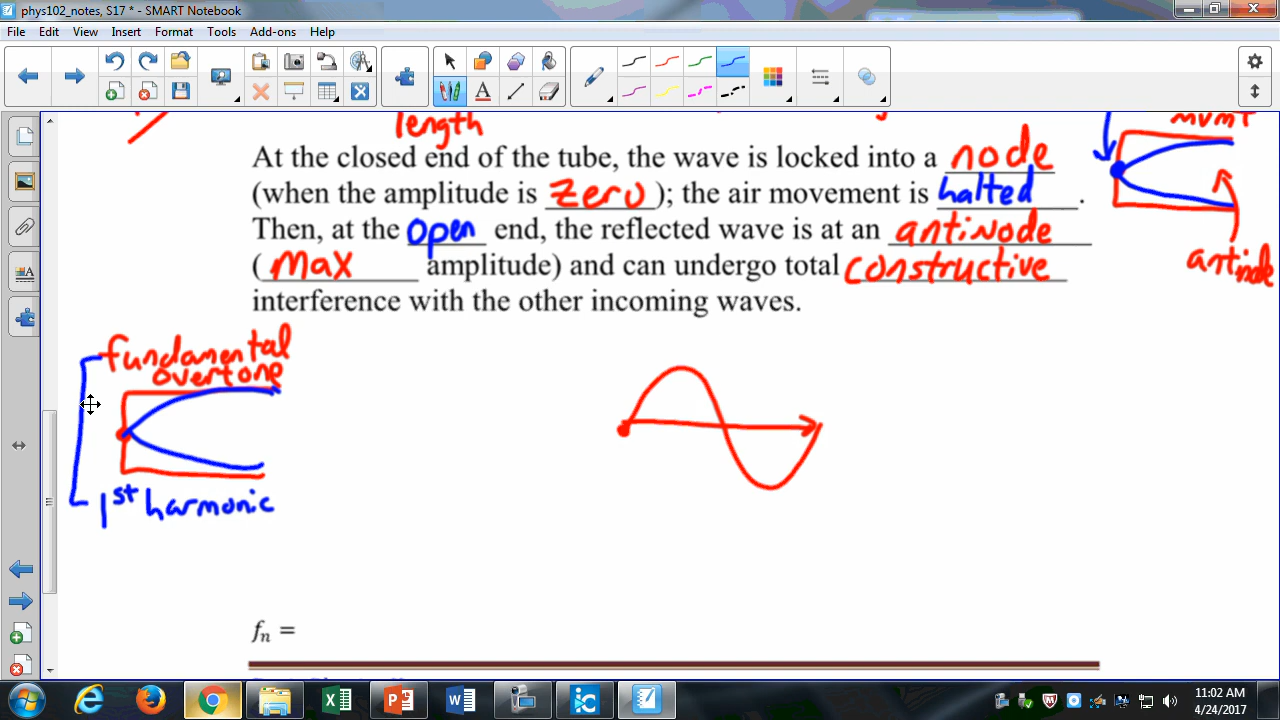 phys102_notes, S17 * - SMART Notebook
File Edit View Insert Format Tools Add-ons Help
length
mvmt
At the closed end of the tube, the wave is locked into a node
(when the amplitude is zero); the air movement is halted.
Then, at the open end, the reflected wave is at an antinode
(max amplitude) and can undergo total constructive
interference with the other incoming waves.
antinode
fundamental
overtone
1st harmonic
fn =
11:02 AM
4/24/2017